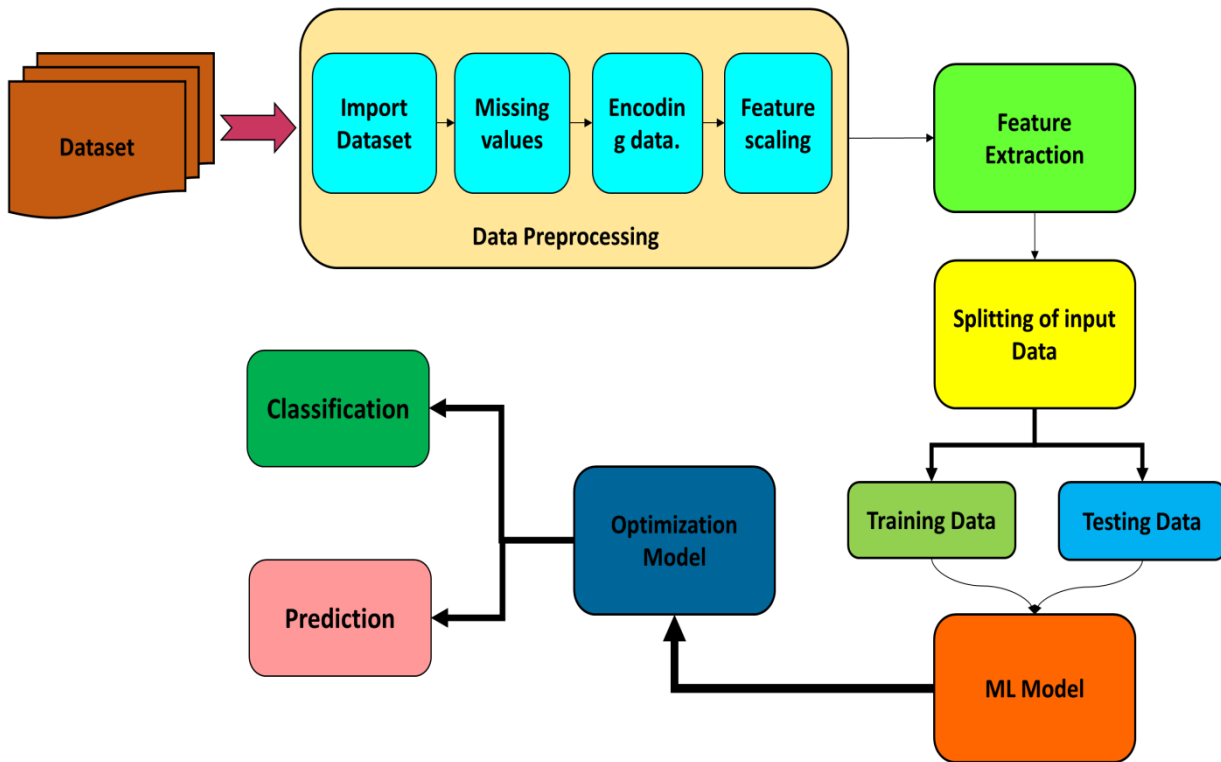 Dataset
Import
Dataset
Missing
values
Encodin
g data.
Feature
scaling
Data Preprocessing
Feature
Extraction
Splitting of input
Data
Training Data
Testing Data
ML Model
Optimization
Model
Classification
Prediction